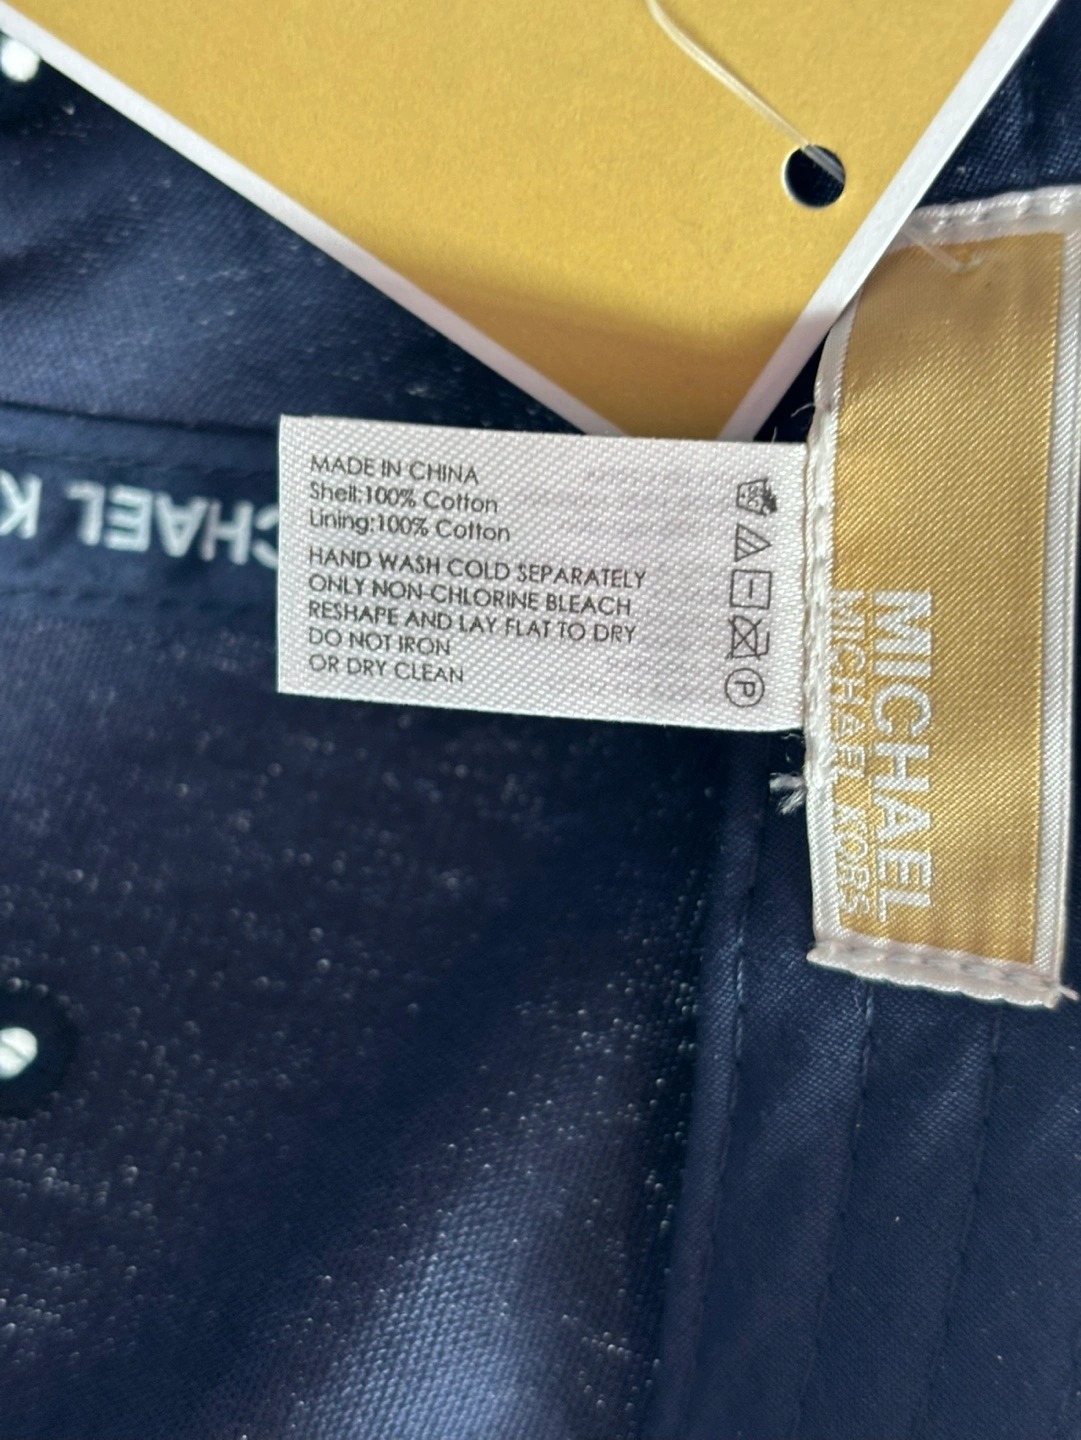 MADE IN CHINA
Shell:100% Cotton
Lining:100% Cotton
HAND WASH COLD SEPARATELY
ONLY NON-CHLORINE BLEACH
RESHAPE AND LAY FLAT TO DRY
DO NOT IRON
OR DRY CLEAN
P
MICHAEL
MICHAEL KORS
CHAEL K